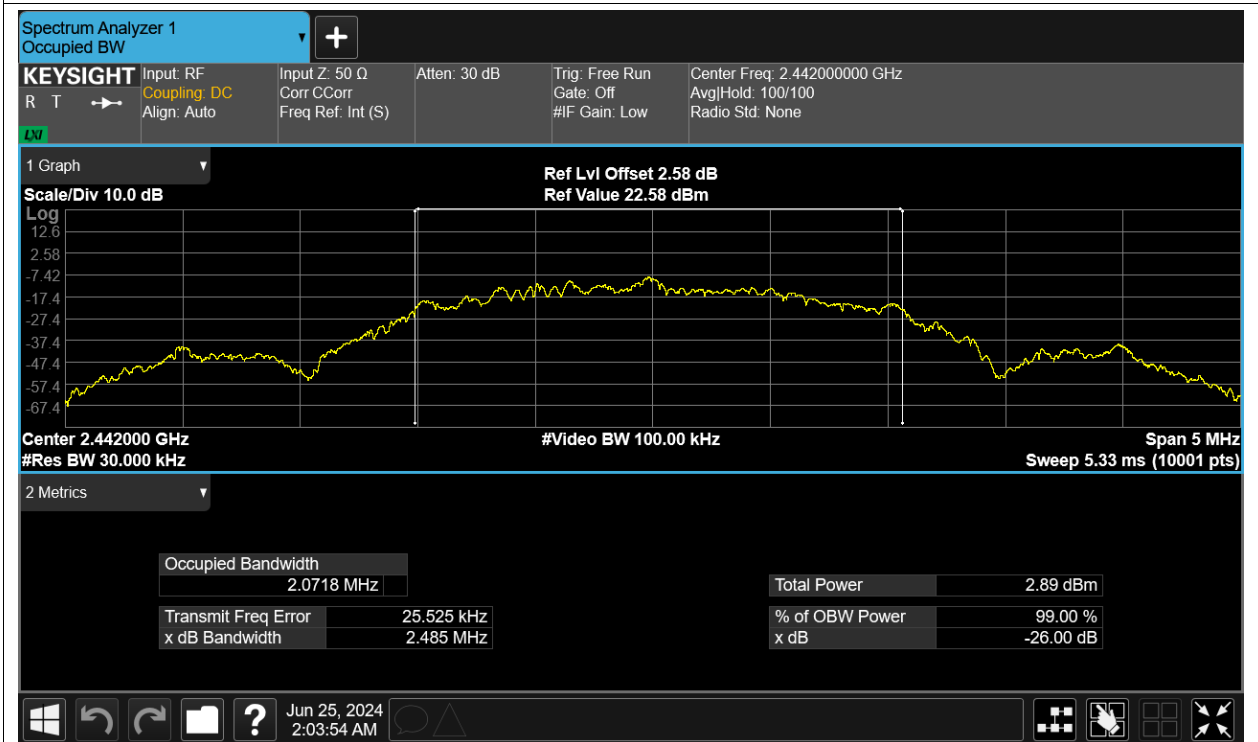 Spectrum Analyzer 1
Occupied BW
KEYSIGHT
R T
LXI
Input: RF
Coupling: DC
Align: Auto
Input Z: 50 Ω
Corr CCorr
Freq Ref: Int (S)
Atten: 30 dB
Trig: Free Run
Gate: Off
#IF Gain: Low
Center Freq: 2.442000000 GHz
Avg|Hold: 100/100
Radio Std: None
1 Graph
Ref Lvl Offset 2.58 dB
Scale/Div 10.0 dB
Ref Value 22.58 dBm
Log
12.6
2.58
-7.42
-17.4
-27.4
-37.4
-47.4
-57.4
-67.4
Center 2.442000 GHz
#Video BW 100.00 kHz
Span 5 MHz
#Res BW 30.000 kHz
Sweep 5.33 ms (10001 pts)
2 Metrics
Occupied Bandwidth
2.0718 MHz
Total Power 2.89 dBm
Transmit Freq Error 25.525 kHz
% of OBW Power 99.00 %
x dB Bandwidth 2.485 MHz
x dB -26.00 dB
?
Jun 25, 2024
2:03:54 AM